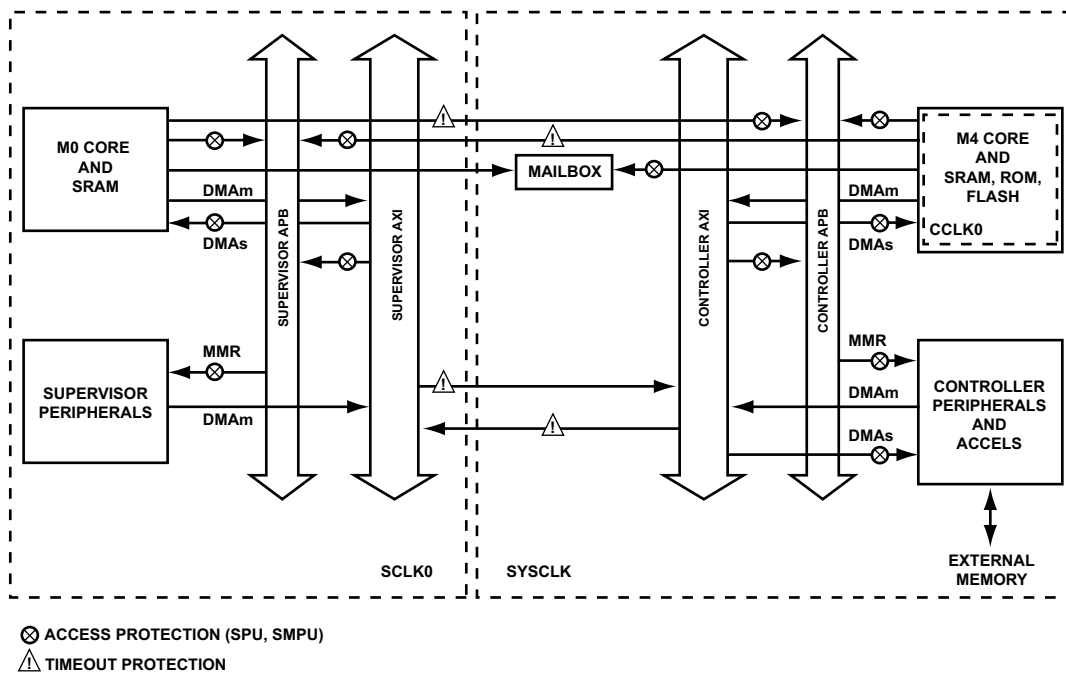 M0 CORE
AND
SRAM
DMAm
DMAs
SUPERVISOR APB
SUPERVISOR AXI
!
!
MAILBOX
CONTROLLER AXI
CONTROLLER APB
DMAm
DMAs
M4 CORE
AND
SRAM, ROM,
FLASH
CCLK0
SUPERVISOR
PERIPHERALS
MMR
DMAm
!
!
MMR
DMAm
DMAs
CONTROLLER
PERIPHERALS
AND
ACCELS
SCLK0
SYSCLK
EXTERNAL
MEMORY
ACCESS PROTECTION (SPU, SMPU)
! TIMEOUT PROTECTION